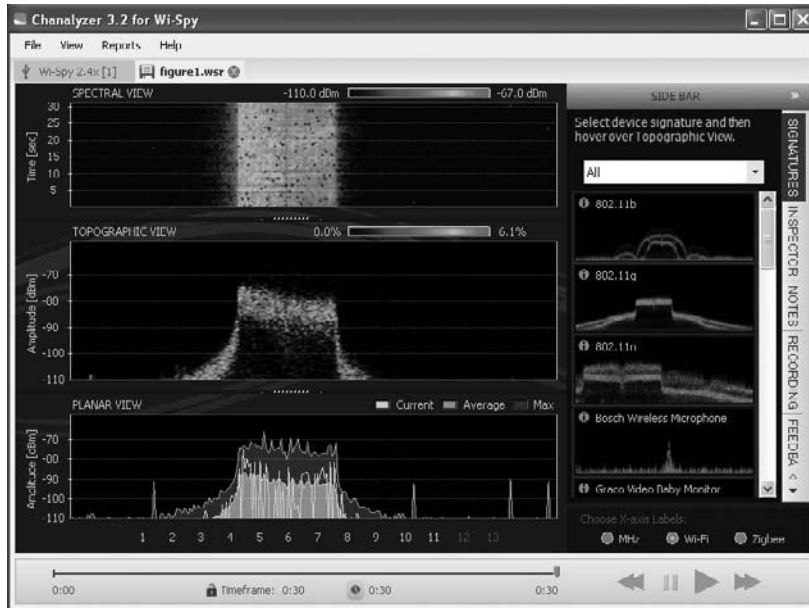 Chanalyzer 3.2 for Wi-Spy
File View Reports Help
Wi-Spy 2.4x [1] figure1.wsr
SPECTRAL VIEW -110.0 dBm -67.0 dBm
Time [sec]
30
25
20
15
10
5
TOPOGRAPHIC VIEW 0.0% 6.1%
Amplitude [dBm]
-70
-80
-90
-100
-110
PLANAR VIEW Current Average Max
Amplitude [dBm]
-70
-80
-90
-100
-110
1 2 3 4 5 6 7 8 9 10 11 12 13
SIDE BAR
Select device signature and then
hover over Topographic View.
All
802.11b
802.11g
802.11n
Bosch Wireless Microphone
Graco Video Baby Monitor
SIGNATURES
INSPECTOR
NOTES
RECORDING
FEEDBA
Choose X-axis Labels:
MHz Wi-Fi Zigbee
0:00 Timeframe: 0:30 0:30 0:30